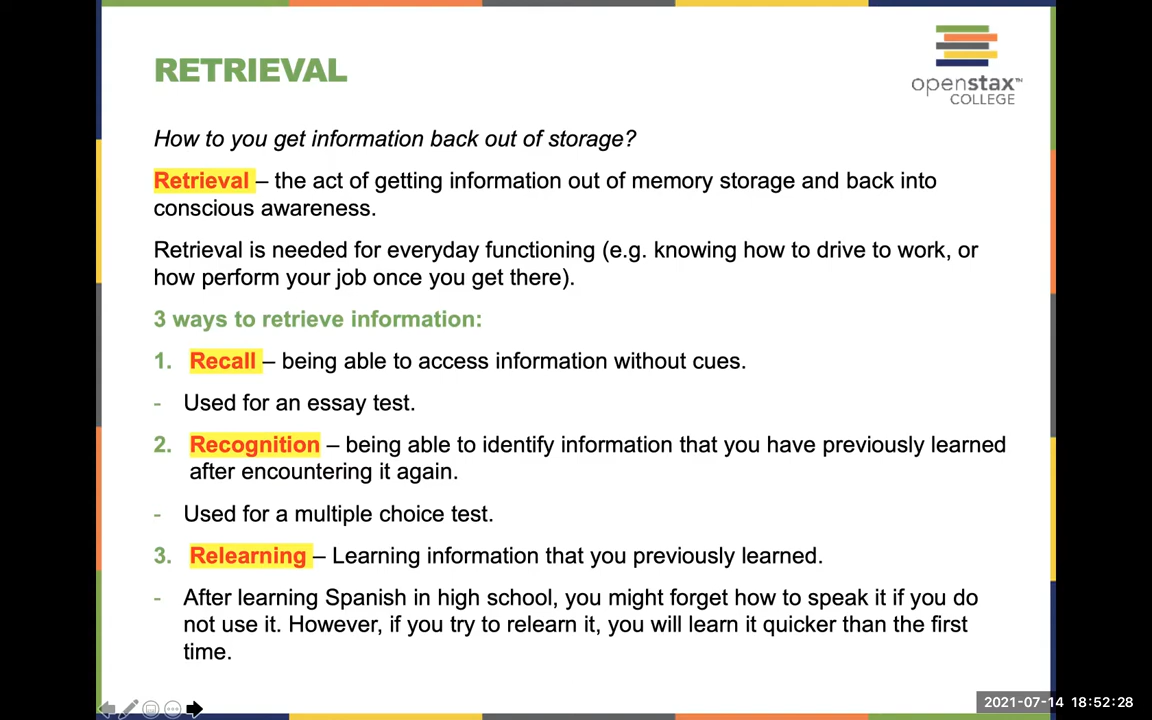 RETRIEVAL
openstax™
COLLEGE
How to you get information back out of storage?
Retrieval – the act of getting information out of memory storage and back into
conscious awareness.
Retrieval is needed for everyday functioning (e.g. knowing how to drive to work, or
how perform your job once you get there).
3 ways to retrieve information:
1. Recall – being able to access information without cues.
- Used for an essay test.
2. Recognition – being able to identify information that you have previously learned
after encountering it again.
- Used for a multiple choice test.
3. Relearning – Learning information that you previously learned.
- After learning Spanish in high school, you might forget how to speak it if you do
not use it. However, if you try to relearn it, you will learn it quicker than the first
time.
2021-07-14 18:52:28